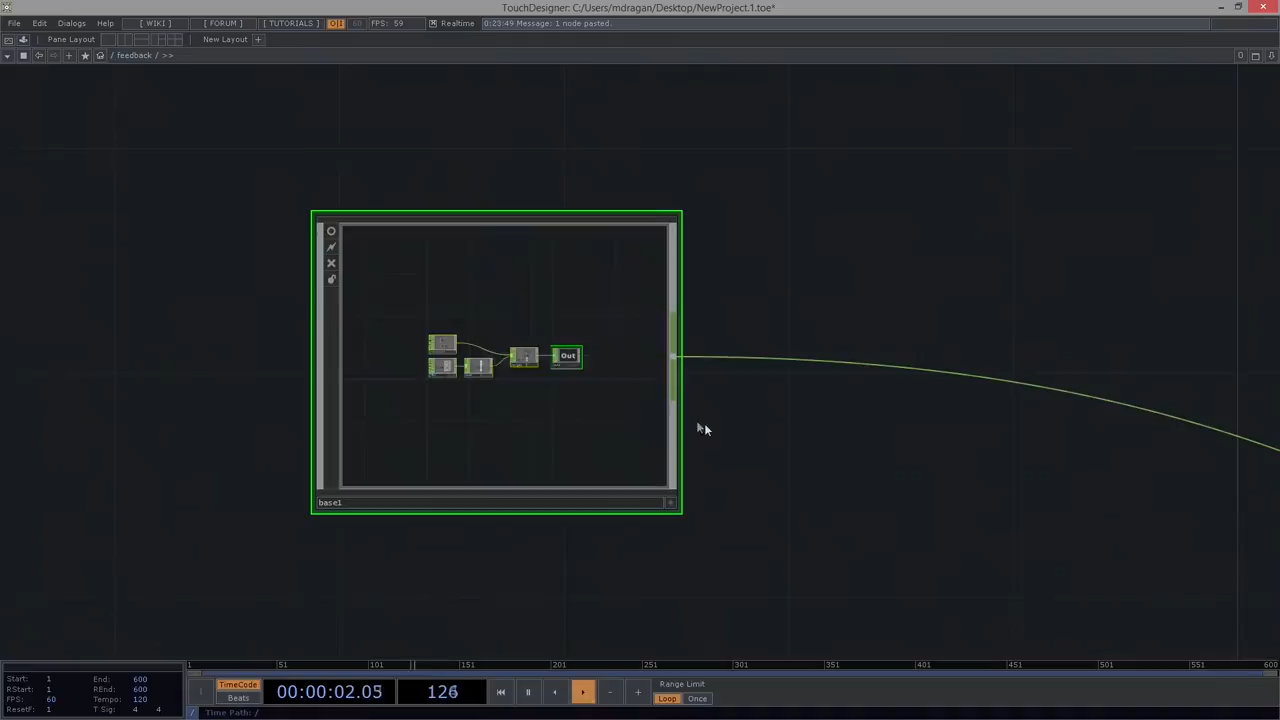 TouchDesigner: C:/Users/mdragan/Desktop/NewProject.1.toe*
File Edit Dialogs Help [ WIKI ] [ FORUM ] [ TUTORIALS ] O|I 60 FPS: 59 Realtime 0:23:49 Message: 1 node pasted.
Pane Layout New Layout +
/ feedback / >> 0
Out
base1
1 51 101 151 201 251 301 351 401 451 501 551 600
Start: 1 End: 600
RStart: 1 REnd: 600
FPS: 60 Tempo: 120
ResetF: 1 T Sig: 4 4
TimeCode
Beats
00:00:02.05 126
Range Limit
Loop Once
/ Time Path: /